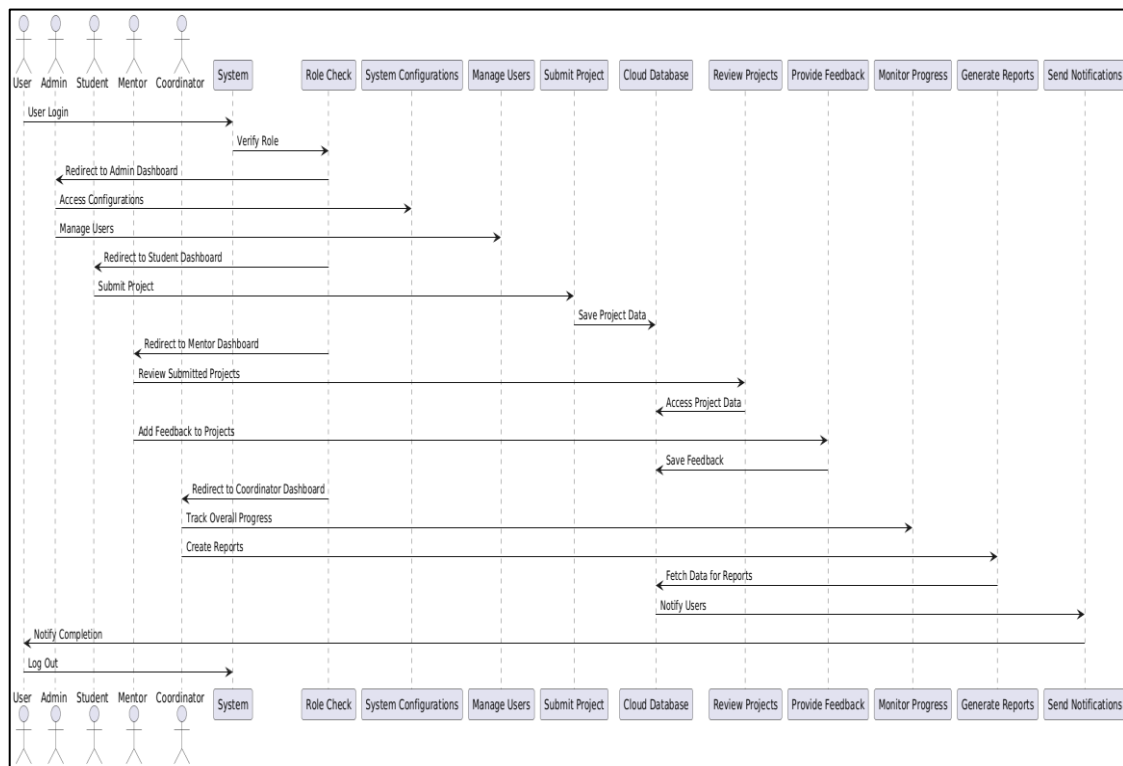 User Admin Student Mentor Coordinator System Role Check System Configurations Manage Users Submit Project Cloud Database Review Projects Provide Feedback Monitor Progress Generate Reports Send Notifications
User Login
Verify Role
Redirect to Admin Dashboard
Access Configurations
Manage Users
Redirect to Student Dashboard
Submit Project
Save Project Data
Redirect to Mentor Dashboard
Review Submitted Projects
Access Project Data
Add Feedback to Projects
Save Feedback
Redirect to Coordinator Dashboard
Track Overall Progress
Create Reports
Fetch Data for Reports
Notify Users
Notify Completion
Log Out
User Admin Student Mentor Coordinator System Role Check System Configurations Manage Users Submit Project Cloud Database Review Projects Provide Feedback Monitor Progress Generate Reports Send Notifications